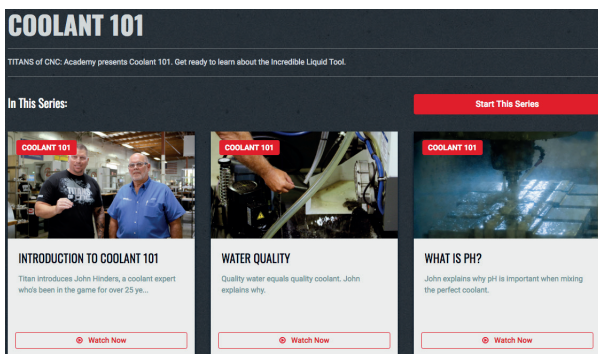 COOLANT 101
TITANS of CNC: Academy presents Coolant 101. Get ready to learn about the Incredible Liquid Tool.
In This Series:
Start This Series
COOLANT 101
COOLANT 101
COOLANT 101
INTRODUCTION TO COOLANT 101
Titan introduces John Hinders, a coolant expert
who's been in the game for over 25 ye...
Watch Now
WATER QUALITY
Quality water equals quality coolant. John
explains why.
Watch Now
WHAT IS PH?
John explains why pH is important when mixing
the perfect coolant.
Watch Now